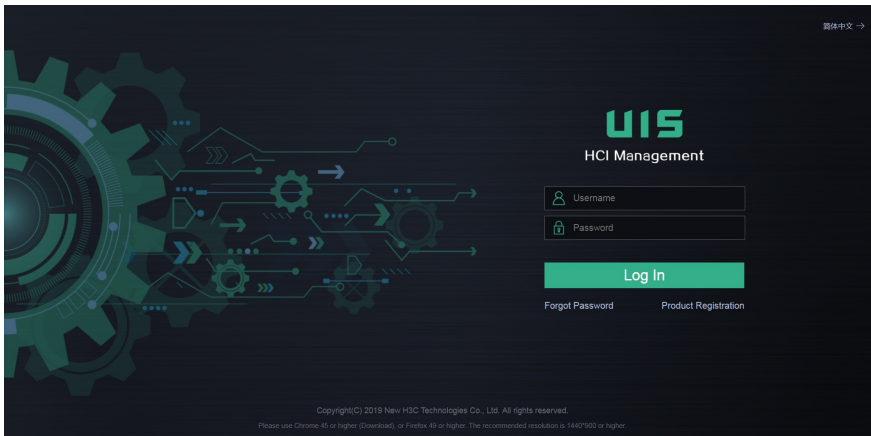 简体中文
UIS
HCI Management
Username
Password
Log In
Forgot Password Product Registration
Copyright(C) 2019 New H3C Technologies Co., Ltd. All rights reserved.
Please use Chrome 45 or higher (Download), or Firefox 49 or higher. The recommended resolution is 1440*900 or higher.